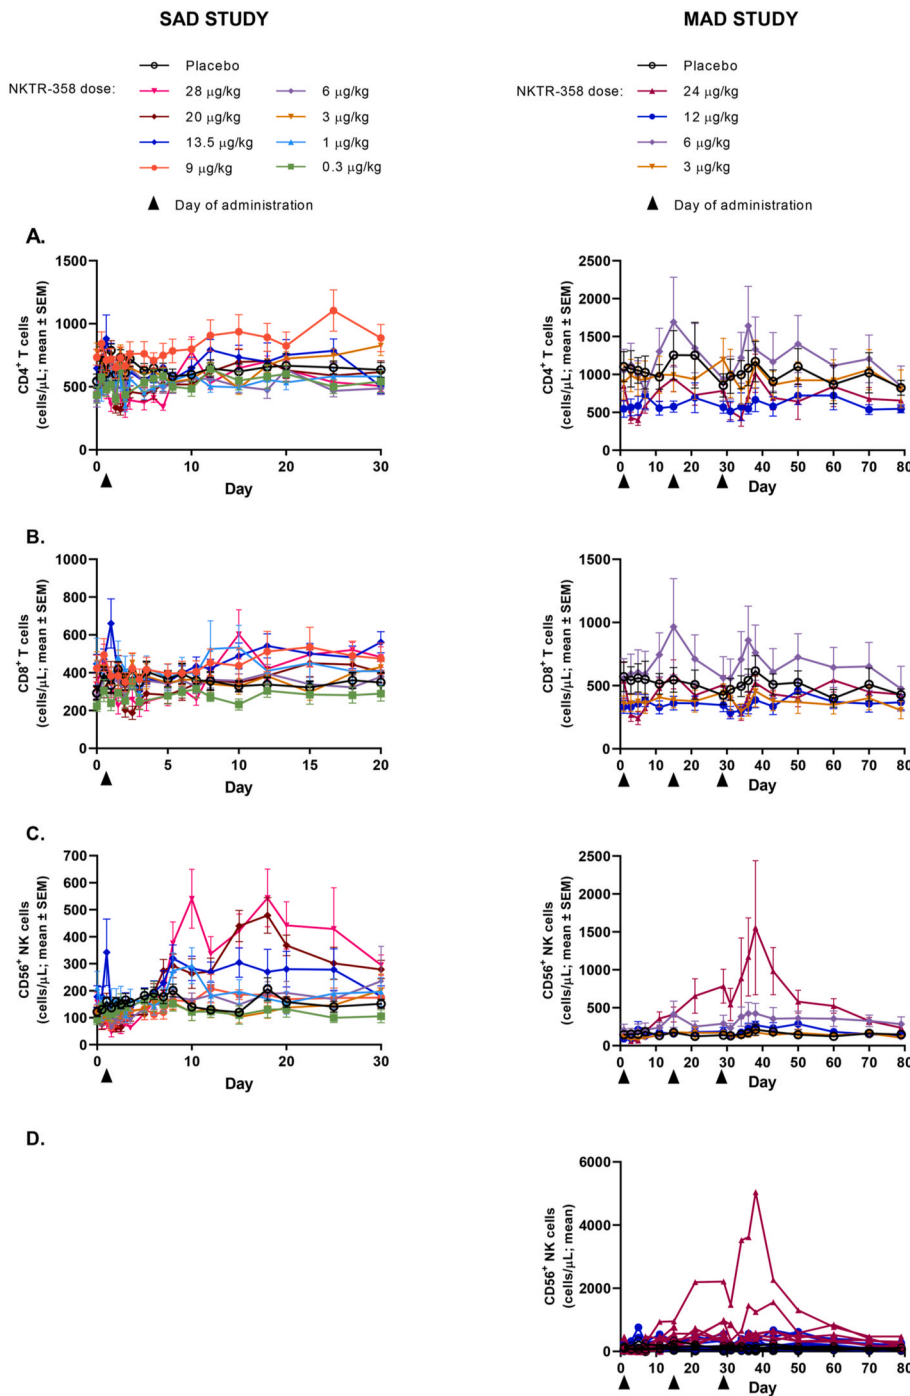 SAD STUDY
MAD STUDY
Placebo
NKTR-358 dose:
28 µg/kg
6 µg/kg
20 µg/kg
3 µg/kg
13.5 µg/kg
1 µg/kg
9 µg/kg
0.3 µg/kg
Day of administration
Placebo
NKTR-358 dose:
24 µg/kg
12 µg/kg
6 µg/kg
3 µg/kg
Day of administration
A.
CD4⁺ T cells
(cells/µL; mean ± SEM)
1500
1000
500
0
0 10 20 30
Day
CD4⁺ T cells
(cells/µL; mean ± SEM)
2500
2000
1500
1000
500
0
0 1 10 20 30 40 50 60 70 80
Day
B.
CD8⁺ T cells
(cells/µL; mean ± SEM)
1000
800
600
400
200
0
0 5 10 15 20
Day
CD8⁺ T cells
(cells/µL; mean ± SEM)
1500
1000
500
0
0 1 10 20 30 40 50 60 70 80
Day
C.
CD56⁺ NK cells
(cells/µL; mean ± SEM)
700
600
500
400
300
200
100
0
0 10 20 30
Day
CD56⁺ NK cells
(cells/µL; mean ± SEM)
2500
2000
1500
1000
500
0
0 1 10 20 30 40 50 60 70 80
Day
D.
CD56⁺ NK cells
(cells/µL; mean)
6000
4000
2000
0
0 1 10 20 30 40 50 60 70 80
Day